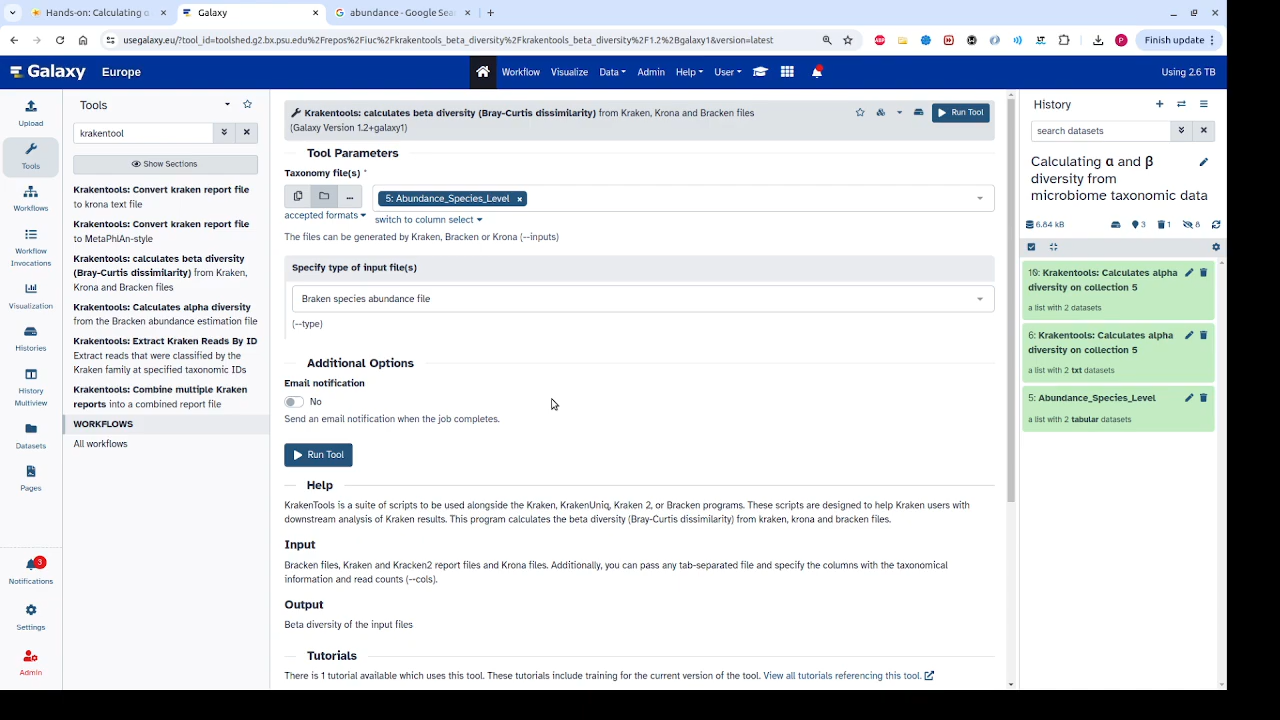 Hands-on: Calculating α
Galaxy
abundance - Google Sea
usegalaxy.eu/?tool_id=toolshed.g2.bx.psu.edu%2Frepos%2Fiuc%2Fkrakentools_beta_diversity%2Fkrakentools_beta_diversity%2F1.2%2Bgalaxy1&version=latest
Finish update
Galaxy Europe
Workflow Visualize Data Admin Help User
Using 2.6 TB
Upload
Tools
Workflows
Workflow
Invocations
Visualization
Histories
History
Multiview
Datasets
Pages
3
Notifications
Settings
Admin
Tools
krakentool
Show Sections
Krakentools: Convert kraken report file
to krona text file
Krakentools: Convert kraken report file
to MetaPhlAn-style
Krakentools: calculates beta diversity
(Bray-Curtis dissimilarity) from Kraken,
Krona and Bracken files
Krakentools: Calculates alpha diversity
from the Bracken abundance estimation file
Krakentools: Extract Kraken Reads By ID
Extract reads that were classified by the
Kraken family at specified taxonomic IDs
Krakentools: Combine multiple Kraken
reports into a combined report file
WORKFLOWS
All workflows
Krakentools: calculates beta diversity (Bray-Curtis dissimilarity) from Kraken, Krona and Bracken files
(Galaxy Version 1.2+galaxy1)
Run Tool
Tool Parameters
Taxonomy file(s) *
5: Abundance_Species_Level ×
accepted formats
switch to column select
The files can be generated by Kraken, Bracken or Krona (--inputs)
Specify type of input file(s)
Braken species abundance file
(--type)
Additional Options
Email notification
No
Send an email notification when the job completes.
Run Tool
Help
KrakenTools is a suite of scripts to be used alongside the Kraken, KrakenUniq, Kraken 2, or Bracken programs. These scripts are designed to help Kraken users with
downstream analysis of Kraken results. This program calculates the beta diversity (Bray-Curtis dissimilarity) from kraken, krona and bracken files.
Input
Bracken files, Kraken and Kracken2 report files and Krona files. Additionally, you can pass any tab-separated file and specify the columns with the taxonomical
information and read counts (--cols).
Output
Beta diversity of the input files
Tutorials
There is 1 tutorial available which uses this tool. These tutorials include training for the current version of the tool. View all tutorials referencing this tool.
History
search datasets
Calculating α and β
diversity from
microbiome taxonomic data
6.84 kB
3
1
8
10: Krakentools: Calculates alpha
diversity on collection 5
a list with 2 datasets
6: Krakentools: Calculates alpha
diversity on collection 5
a list with 2 txt datasets
5: Abundance_Species_Level
a list with 2 tabular datasets